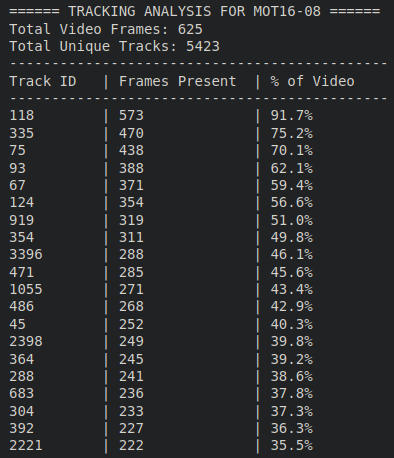 ====== TRACKING ANALYSIS FOR MOT16-08 ======
Total Video Frames: 625
Total Unique Tracks: 5423
---------------------------------------------
Track ID   | Frames Present  | % of Video
---------------------------------------------
118        | 573             | 91.7%
335        | 470             | 75.2%
75         | 438             | 70.1%
93         | 388             | 62.1%
67         | 371             | 59.4%
124        | 354             | 56.6%
919        | 319             | 51.0%
354        | 311             | 49.8%
3396       | 288             | 46.1%
471        | 285             | 45.6%
1055       | 271             | 43.4%
486        | 268             | 42.9%
45         | 252             | 40.3%
2398       | 249             | 39.8%
364        | 245             | 39.2%
288        | 241             | 38.6%
683        | 236             | 37.8%
304        | 233             | 37.3%
392        | 227             | 36.3%
2221       | 222             | 35.5%